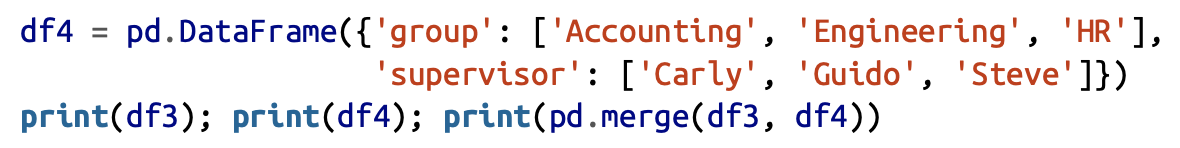 df4 = pd.DataFrame({'group': ['Accounting', 'Engineering', 'HR'],
                    'supervisor': ['Carly', 'Guido', 'Steve']})
print(df3); print(df4); print(pd.merge(df3, df4))